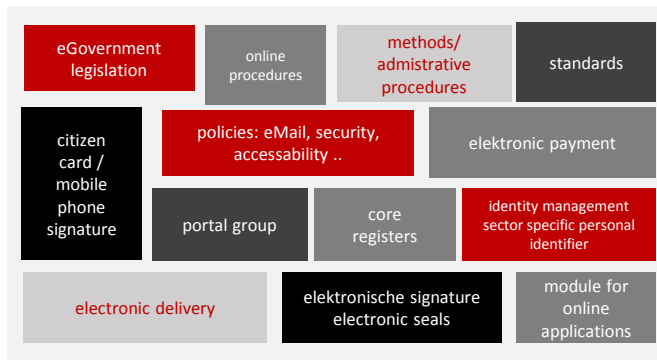 eGovernment
legislation
online
procedures
methods/
admistrative
procedures
standards
citizen
card /
mobile
phone
signature
policies: eMail, security,
accessability ..
elektronic payment
portal group
core
registers
identity management
sector specific personal
identifier
electronic delivery
elektronische signature
electronic seals
module for
online
applications